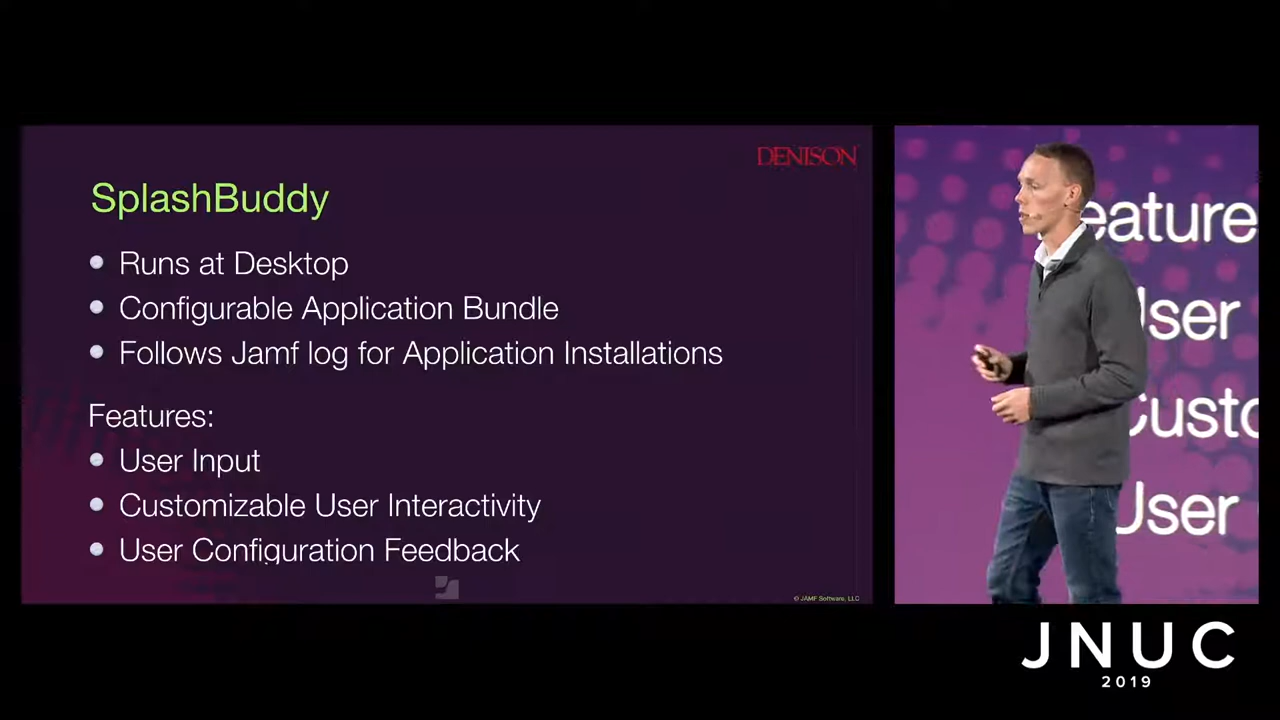 DENISON
SplashBuddy
Runs at Desktop
Configurable Application Bundle
Follows Jamf log for Application Installations
Features:
User Input
Customizable User Interactivity
User Configuration Feedback
© JAMF Software, LLC
eature
User
Custo
User
JNUC
2019